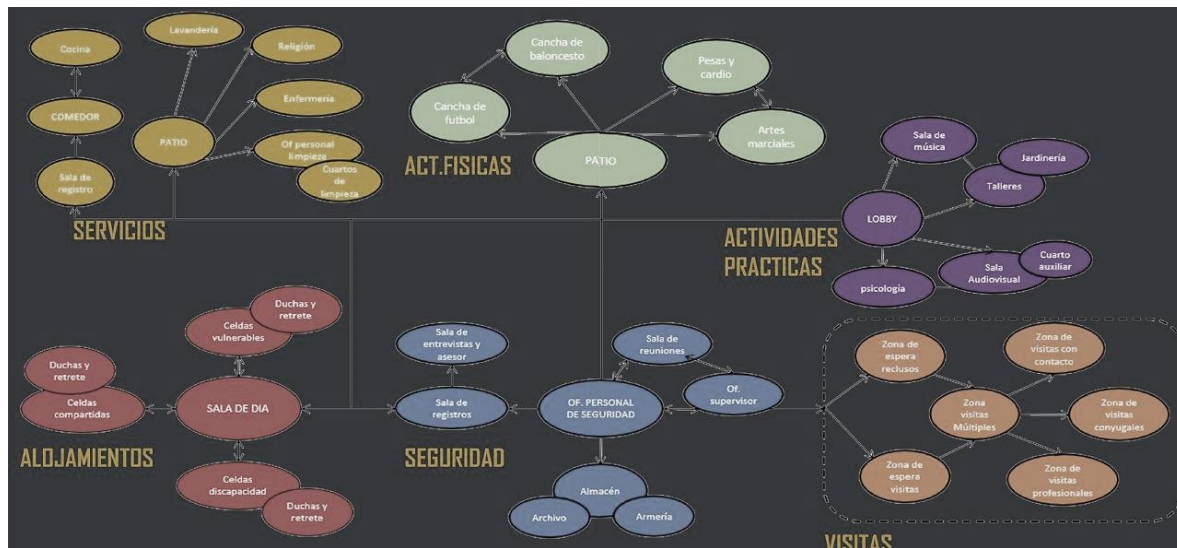 Cocina
COMEDOR
Sala de
registro
Lavandería
Religión
Enfermería
PATIO
Of personal
limpieza
Cuartos de
limpieza
SERVICIOS
Cancha de
baloncesto
Cancha de
futbol
Pesas y
cardio
Artes
marciales
PATIO
ACT.FISICAS
Sala de
música
Jardinería
Talleres
LOBBY
psicologia
Sala
Audiovisual
Cuarto
auxiliar
ACTIVIDADES
PRACTICAS
Duchas y
retrete
Celdas
vulnerables
Duchas y
retrete
Celdas
compartidas
SALA DE DIA
Celdas
discapacidad
Duchas y
retrete
ALOJAMIENTOS
Sala de
entrevistas y
asesor
Sala de
registros
Sala de
reuniones
Of.
supervisor
OF. PERSONAL
DE SEGURIDAD
Almacén
Archivo
Armería
SEGURIDAD
Zona de
espera
reclusos
Zona de
visitas con
contacto
Zona
visitas
Múltiples
Zona de
visitas
conyugales
Zona de
espera
visitas
Zona de
visitas
profesionales
VISITAS